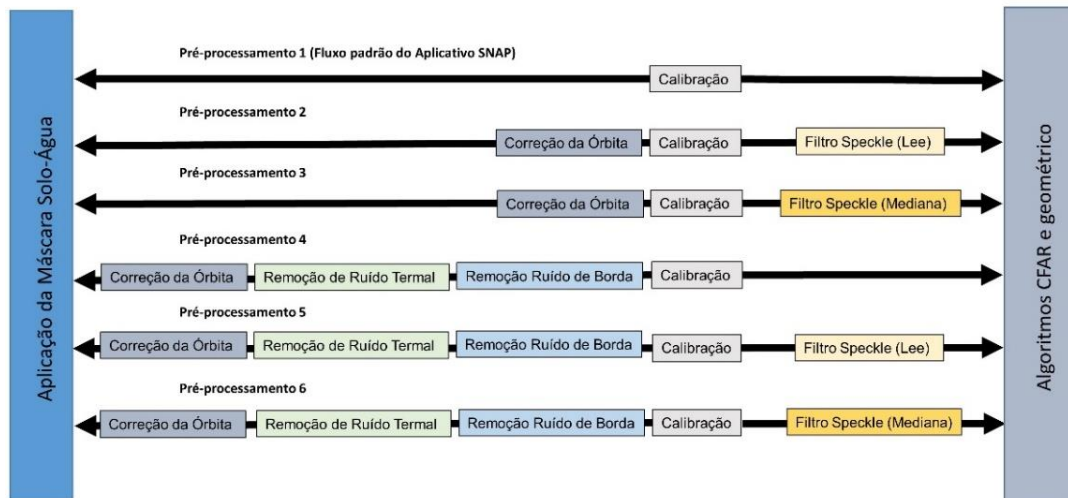 Aplicação da Máscara Solo-Água
Pré-processamento 1 (Fluxo padrão do Aplicativo SNAP)
Calibração
Pré-processamento 2
Correção da Órbita
Calibração
Filtro Speckle (Lee)
Pré-processamento 3
Correção da Órbita
Calibração
Filtro Speckle (Mediana)
Pré-processamento 4
Correção da Órbita
Remoção de Ruído Termal
Remoção Ruído de Borda
Calibração
Pré-processamento 5
Correção da Órbita
Remoção de Ruído Termal
Remoção Ruído de Borda
Calibração
Filtro Speckle (Lee)
Pré-processamento 6
Correção da Órbita
Remoção de Ruído Termal
Remoção Ruído de Borda
Calibração
Filtro Speckle (Mediana)
Algoritmos CFAR e geométrico